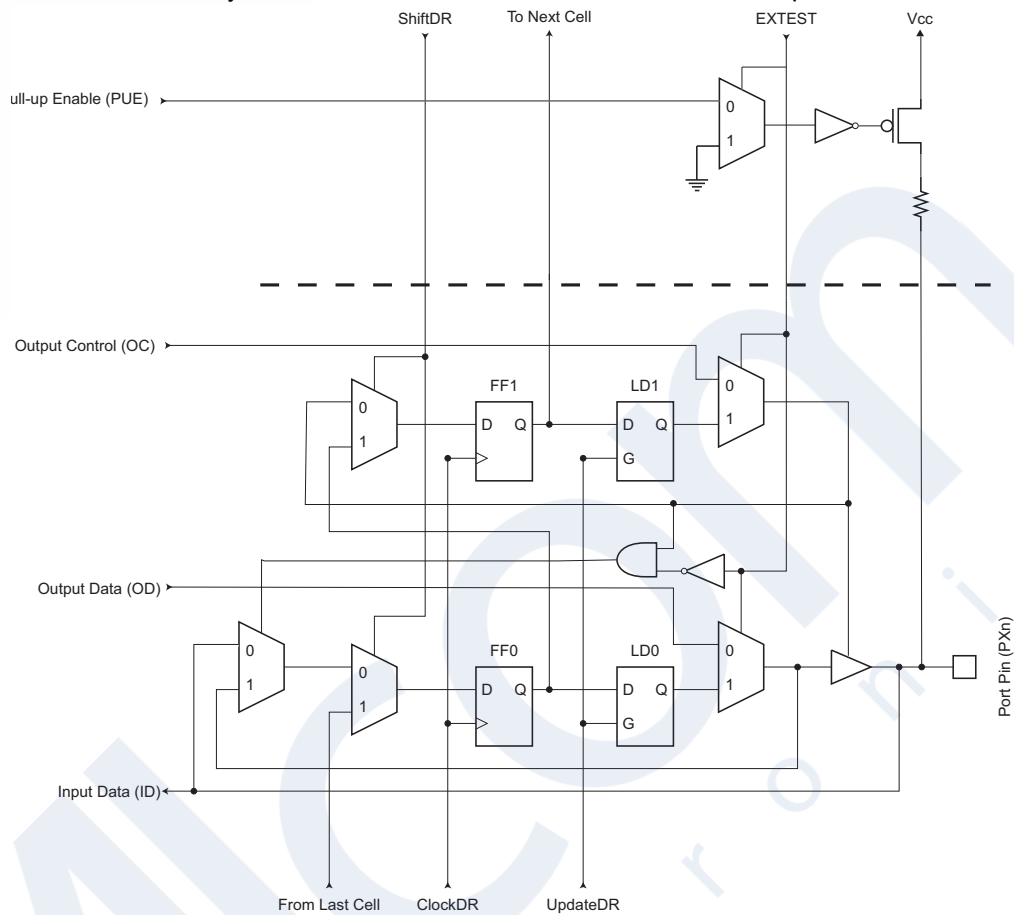 ShiftDR
To Next Cell
EXTEST
Vcc
ull-up Enable (PUE)
0
1
Output Control (OC)
FF1
LD1
0
1
0
1
D Q
D Q
G
Output Data (OD)
FF0
LD0
0
1
0
1
0
1
D Q
D Q
G
Port Pin (PXn)
Input Data (ID)
From Last Cell
ClockDR
UpdateDR